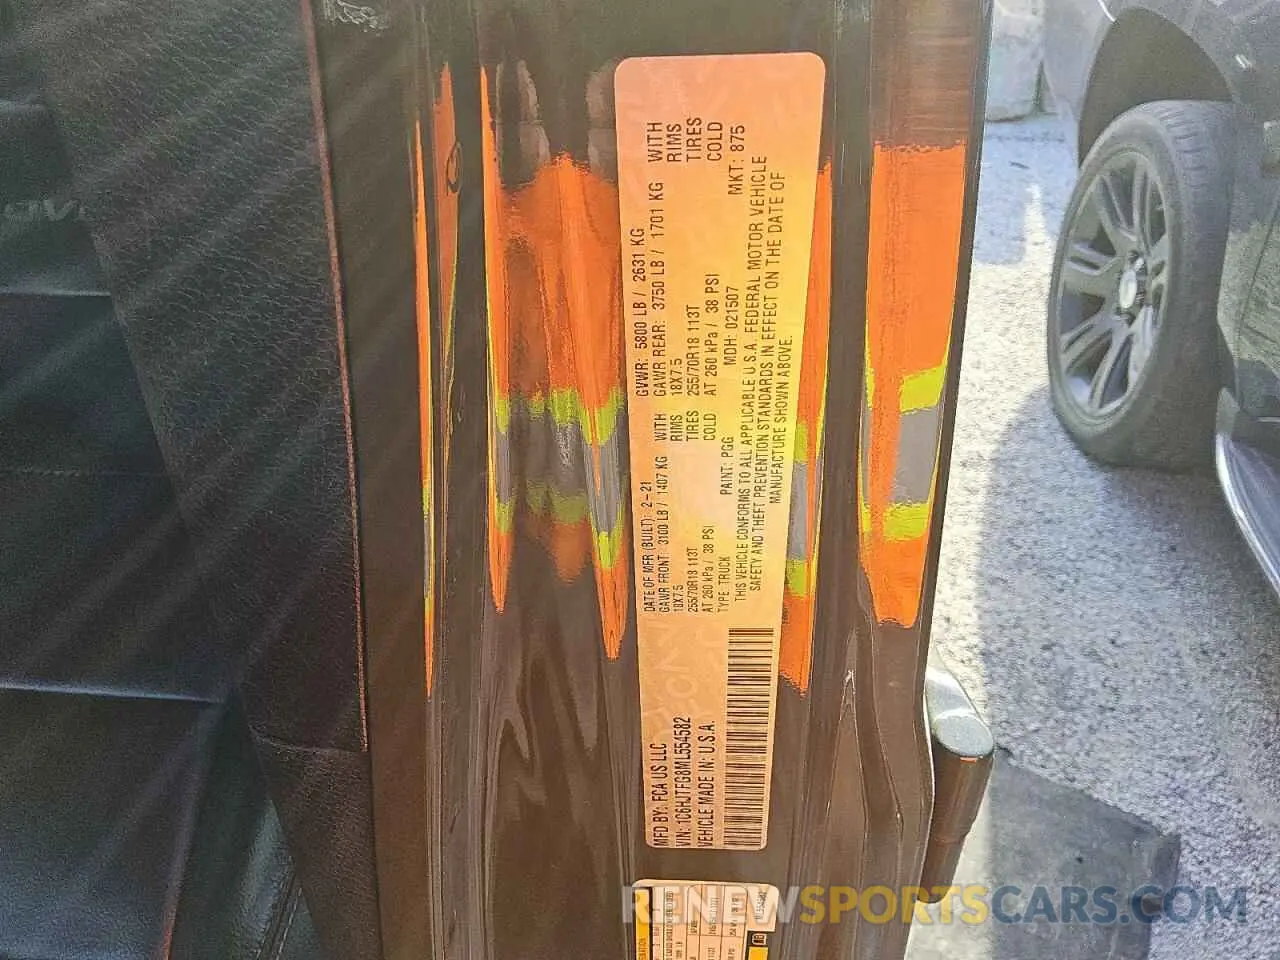 MFD BY: FCA US LLC
DATE OF MFR (BUILT): 2-21
GVWR: 5800 LB / 2631 KG
GAWR FRONT: 3100 LB / 1407 KG WITH
18X7.5 RIMS
255/70R18 113T TIRES
AT 260 kPa / 38 PSI COLD
GAWR REAR: 3750 LB / 1701 KG WITH
18X7.5 RIMS
255/70R18 113T TIRES
AT 260 kPa / 38 PSI COLD
VIN: 1C6HJTFG8ML554582
TYPE: TRUCK
PAINT: PGG
MDH: 021507
MKT: 875
VEHICLE MADE IN: U.S.A.
THIS VEHICLE CONFORMS TO ALL APPLICABLE U.S.A. FEDERAL MOTOR VEHICLE
SAFETY AND THEFT PREVENTION STANDARDS IN EFFECT ON THE DATE OF
MANUFACTURE SHOWN ABOVE.
RENEWSPORTSCARS.COM